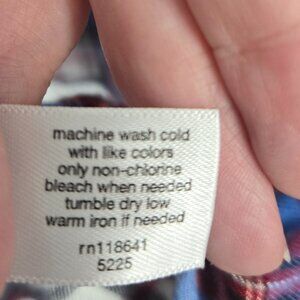 machine wash cold
with like colors
only non-chlorine
bleach when needed
tumble dry low
warm iron if needed
rn118641
5225